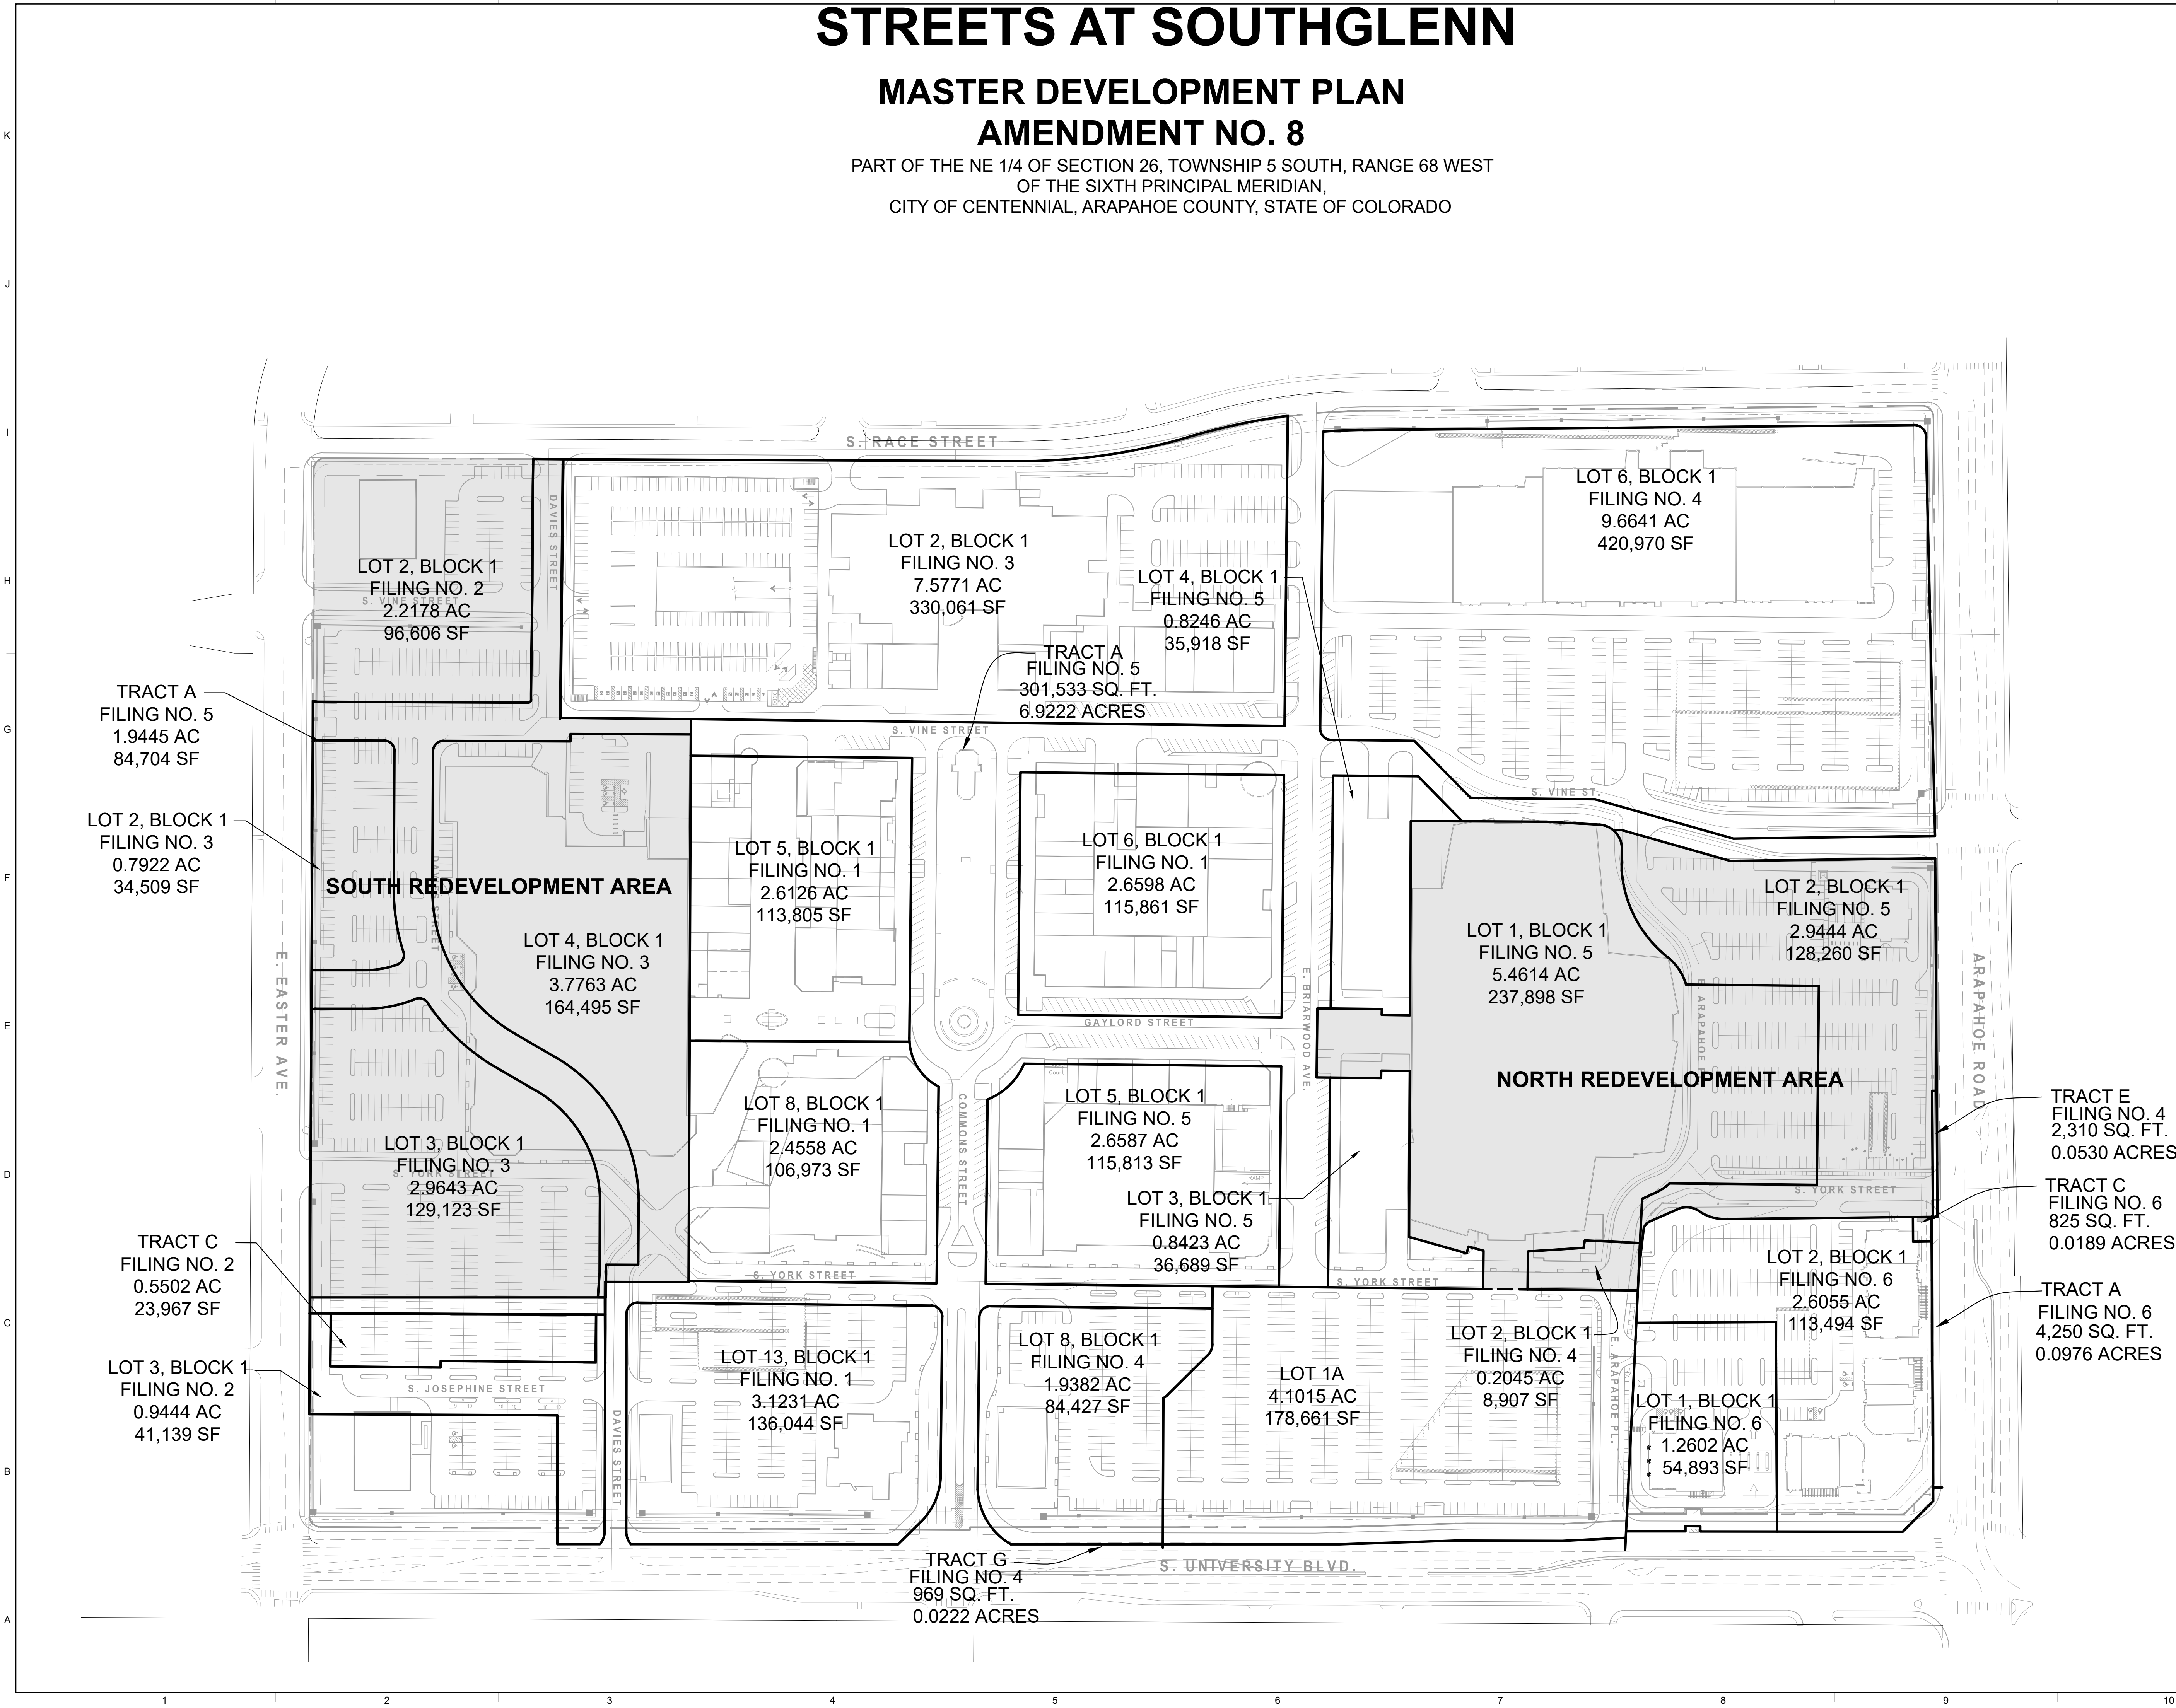 STREETS AT SOUTHGLENN
MASTER DEVELOPMENT PLAN
AMENDMENT NO. 8
PART OF THE NE 1/4 OF SECTION 26, TOWNSHIP 5 SOUTH, RANGE 68 WEST
OF THE SIXTH PRINCIPAL MERIDIAN,
CITY OF CENTENNIAL, ARAPAHOE COUNTY, STATE OF COLORADO
K
J
I
H
G
F
E
D
C
B
A
S. RACE STREET
LOT 2, BLOCK 1
FILING NO. 2
2.2178 AC
96,606 SF
S. VINE STREET
DAVIES STREET
LOT 2, BLOCK 1
FILING NO. 3
7.5771 AC
330,061 SF
LOT 4, BLOCK 1
FILING NO. 5
0.8246 AC
35,918 SF
LOT 6, BLOCK 1
FILING NO. 4
9.6641 AC
420,970 SF
TRACT A
FILING NO. 5
301,533 SQ. FT.
6.9222 ACRES
TRACT A
FILING NO. 5
1.9445 AC
84,704 SF
S. VINE STREET
S. VINE ST.
LOT 2, BLOCK 1
FILING NO. 3
0.7922 AC
34,509 SF
SOUTH REDEVELOPMENT AREA
DAVIES STREET
LOT 4, BLOCK 1
FILING NO. 3
3.7763 AC
164,495 SF
LOT 5, BLOCK 1
FILING NO. 1
2.6126 AC
113,805 SF
LOT 6, BLOCK 1
FILING NO. 1
2.6598 AC
115,861 SF
LOT 1, BLOCK 1
FILING NO. 5
5.4614 AC
237,898 SF
LOT 2, BLOCK 1
FILING NO. 5
2.9444 AC
128,260 SF
E. EASTER AVE.
GAYLORD STREET
E. BRIARWOOD AVE.
E. ARAPAHOE P
ARAPAHOE ROAD
NORTH REDEVELOPMENT AREA
LOT 3, BLOCK 1
FILING NO. 3
2.9643 AC
129,123 SF
S. YORK STREET
LOT 8, BLOCK 1
FILING NO. 1
2.4558 AC
106,973 SF
COMMONS STREET
Court
LOT 5, BLOCK 1
FILING NO. 5
2.6587 AC
115,813 SF
RAMP
LOT 3, BLOCK 1
FILING NO. 5
0.8423 AC
36,689 SF
S. YORK STREET
TRACT E
FILING NO. 4
2,310 SQ. FT.
0.0530 ACRES
TRACT C
FILING NO. 6
825 SQ. FT.
0.0189 ACRES
TRACT A
FILING NO. 6
4,250 SQ. FT.
0.0976 ACRES
TRACT C
FILING NO. 2
0.5502 AC
23,967 SF
S. YORK STREET
S. YORK STREET
LOT 2, BLOCK 1
FILING NO. 6
2.6055 AC
113,494 SF
LOT 3, BLOCK 1
FILING NO. 2
0.9444 AC
41,139 SF
S. JOSEPHINE STREET
DAVIES STREET
LOT 13, BLOCK 1
FILING NO. 1
3.1231 AC
136,044 SF
LOT 8, BLOCK 1
FILING NO. 4
1.9382 AC
84,427 SF
LOT 1A
4.1015 AC
178,661 SF
LOT 2, BLOCK 1
FILING NO. 4
0.2045 AC
8,907 SF
E. ARAPAHOE PL.
LOT 1, BLOCK 1
FILING NO. 6
1.2602 AC
54,893 SF
TRACT G
FILING NO. 4
969 SQ. FT.
0.0222 ACRES
S. UNIVERSITY BLVD.
1 2 3 4 5 6 7 8 9 10